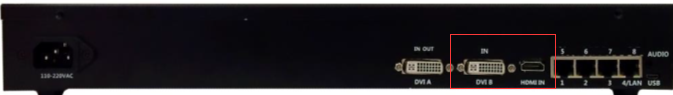 IN OUT
IN
5 6 7 8
AUDIO
110-220VAC
DVI A
DVI B
HDMI IN
1 2 3 4/LAN
USB